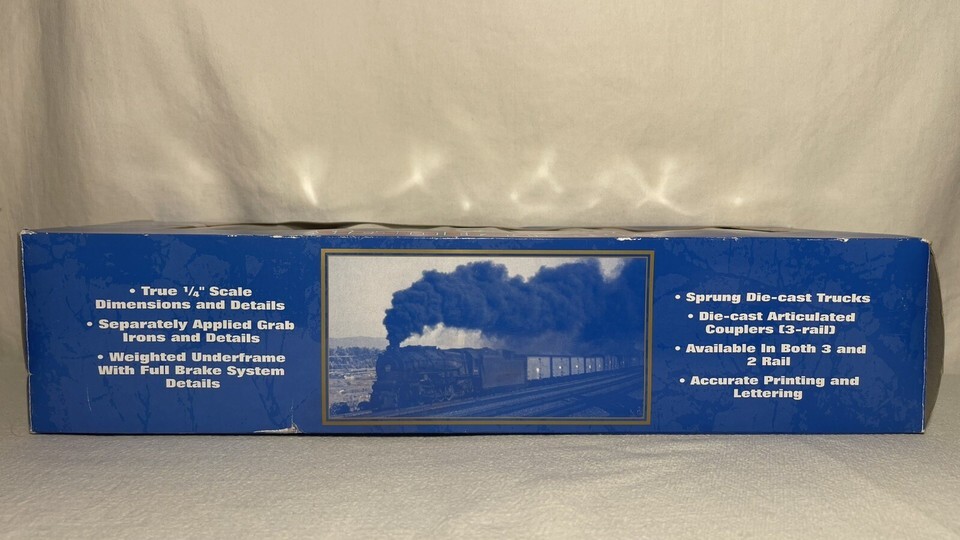 • True ¼" Scale
Dimensions and Details
• Separately Applied Grab
Irons and Details
• Weighted Underframe
With Full Brake System
Details
• Sprung Die-cast Trucks
• Die-cast Articulated
Couplers (3-rail)
• Available In Both 3 and
2 Rail
• Accurate Printing and
Lettering